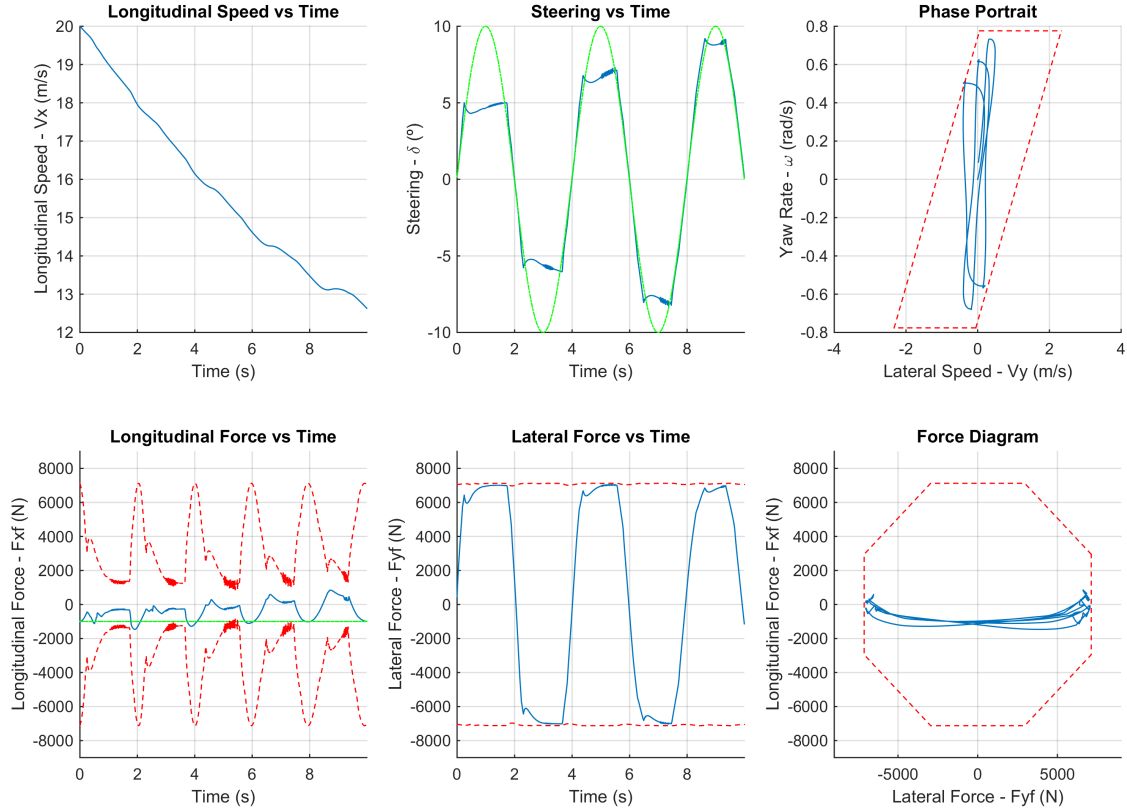 Longitudinal Speed vs Time
20
19
18
17
16
15
14
13
12
Longitudinal Speed - Vx (m/s)
0 2 4 6 8
Time (s)
Steering vs Time
10
5
0
-5
-10
Steering - δ (º)
0 2 4 6 8
Time (s)
Phase Portrait
0.8
0.6
0.4
0.2
0
-0.2
-0.4
-0.6
-0.8
Yaw Rate - ω (rad/s)
-4 -2 0 2 4
Lateral Speed - Vy (m/s)
Longitudinal Force vs Time
8000
6000
4000
2000
0
-2000
-4000
-6000
-8000
Longitudinal Force - Fxf (N)
0 2 4 6 8
Time (s)
Lateral Force vs Time
8000
6000
4000
2000
0
-2000
-4000
-6000
-8000
Lateral Force - Fyf (N)
0 2 4 6 8
Time (s)
Force Diagram
8000
6000
4000
2000
0
-2000
-4000
-6000
-8000
Longitudinal Force - Fxf (N)
-5000 0 5000
Lateral Force - Fyf (N)